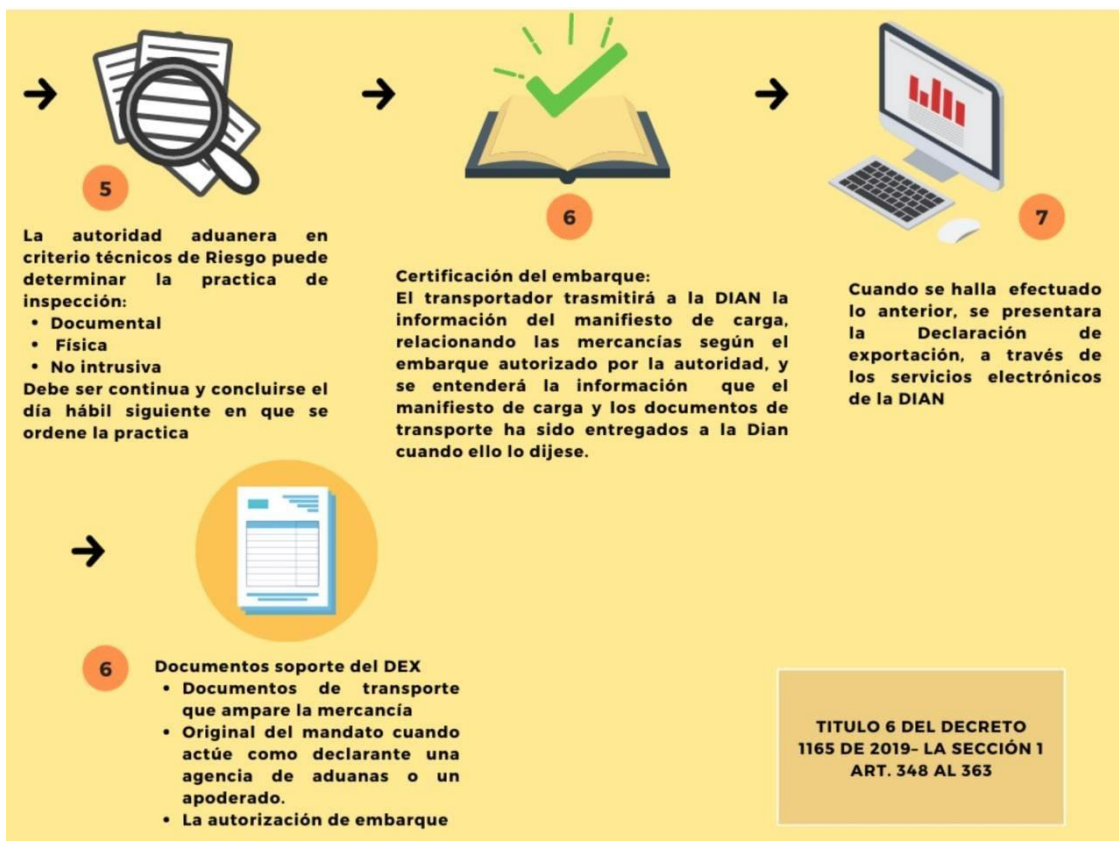 5
La autoridad aduanera en
criterio técnicos de Riesgo puede
determinar la practica de
inspección:
• Documental
• Física
• No intrusiva
Debe ser continua y concluirse el
día hábil siguiente en que se
ordene la practica
6
Certificación del embarque:
El transportador trasmitirá a la DIAN la
información del manifiesto de carga,
relacionando las mercancías según el
embarque autorizado por la autoridad, y
se entenderá la información que el
manifiesto de carga y los documentos de
transporte ha sido entregados a la Dian
cuando ello lo dijese.
7
Cuando se halla efectuado
lo anterior, se presentara
la Declaración de
exportación, a través de
los servicios electrónicos
de la DIAN
6
Documentos soporte del DEX
• Documentos de transporte
que ampare la mercancía
• Original del mandato cuando
actúe como declarante una
agencia de aduanas o un
apoderado.
• La autorización de embarque
TITULO 6 DEL DECRETO
1165 DE 2019– LA SECCIÓN 1
ART. 348 AL 363